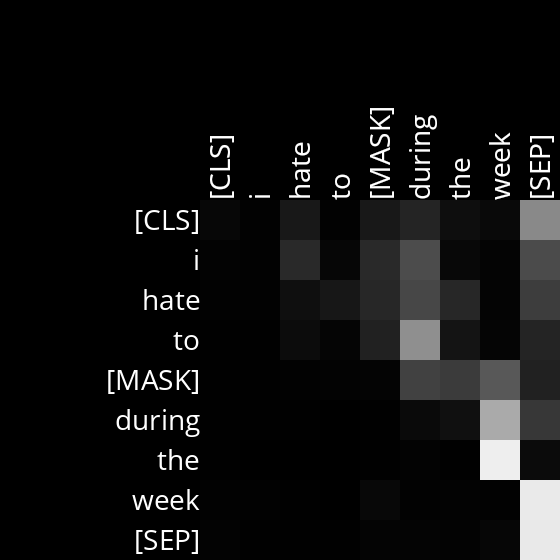 [CLS] i hate to [MASK] during the week [SEP]
[CLS]
i
hate
to
[MASK]
during
the
week
[SEP]